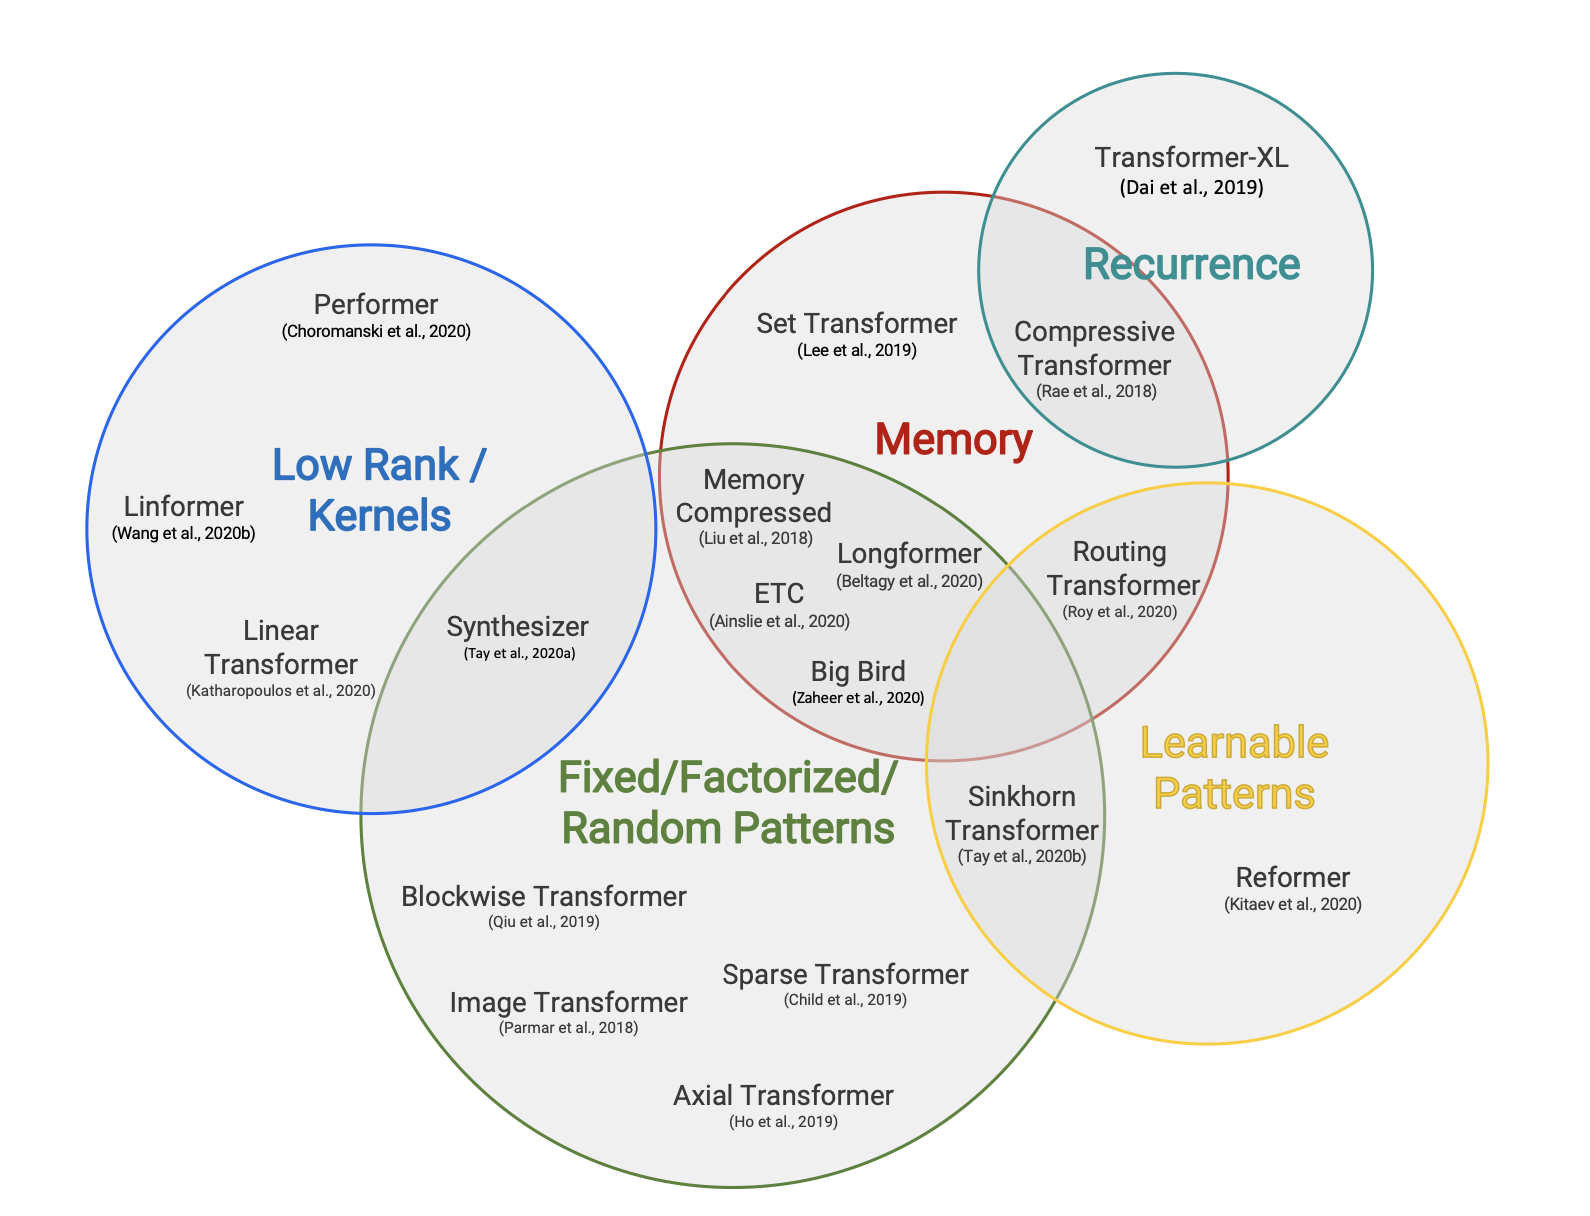 Transformer-XL
(Dai et al., 2019)
Recurrence
Compressive
Transformer
(Rae et al., 2018)
Set Transformer
(Lee et al., 2019)
Memory
Performer
(Choromanski et al., 2020)
Low Rank /
Kernels
Linformer
(Wang et al., 2020b)
Linear
Transformer
(Katharopoulos et al., 2020)
Synthesizer
(Tay et al., 2020a)
Memory
Compressed
(Liu et al., 2018)
Longformer
(Beltagy et al., 2020)
ETC
(Ainslie et al., 2020)
Big Bird
(Zaheer et al., 2020)
Routing
Transformer
(Roy et al., 2020)
Learnable
Patterns
Sinkhorn
Transformer
(Tay et al., 2020b)
Reformer
(Kitaev et al., 2020)
Fixed/Factorized/
Random Patterns
Blockwise Transformer
(Qiu et al., 2019)
Sparse Transformer
(Child et al., 2019)
Image Transformer
(Parmar et al., 2018)
Axial Transformer
(Ho et al., 2019)